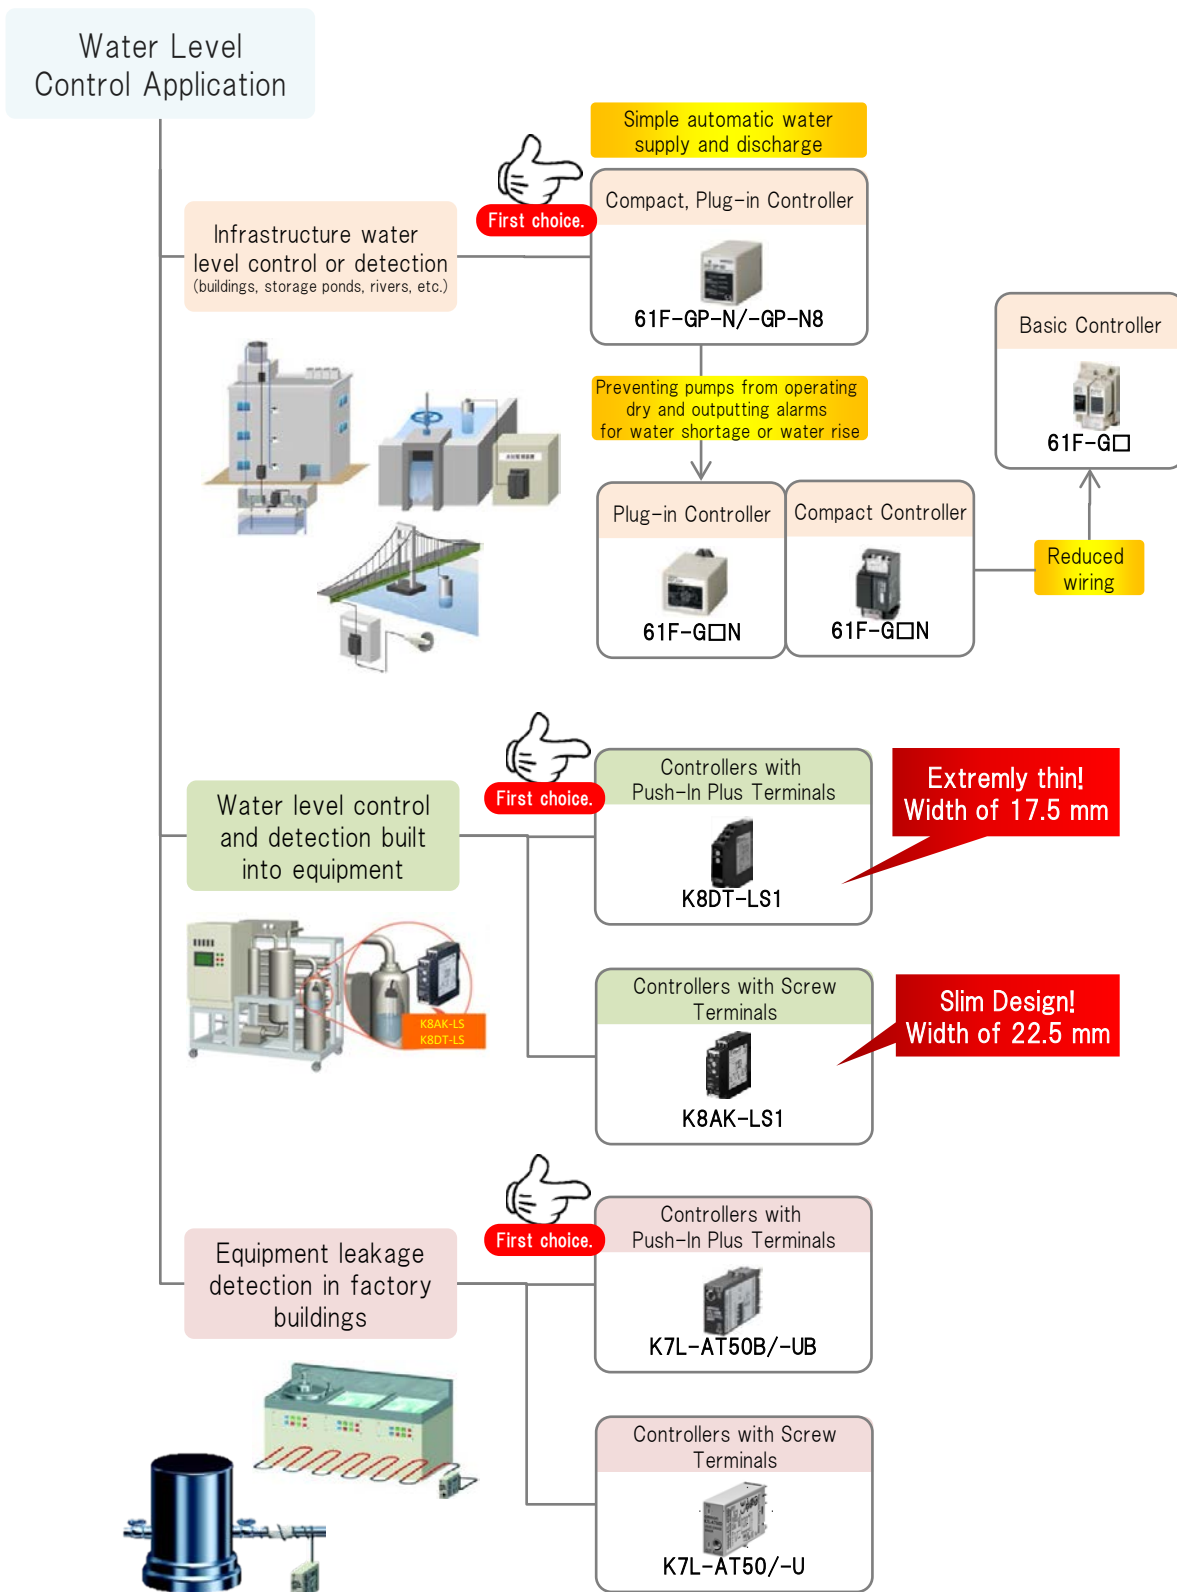 Water Level
Control Application
Simple automatic water
supply and discharge
First choice.
Compact, Plug-in Controller
61F-GP-N/-GP-N8
Infrastructure water
level control or detection
(buildings, storage ponds, rivers, etc.)
Preventing pumps from operating
dry and outputting alarms
for water shortage or water rise
Basic Controller
61F-G□
Plug-in Controller
61F-G□N
Compact Controller
61F-G□N
Reduced
wiring
First choice.
Controllers with
Push-In Plus Terminals
K8DT-LS1
Extremly thin!
Width of 17.5 mm
Water level control
and detection built
into equipment
K8AK-LS
K8DT-LS
Controllers with Screw
Terminals
K8AK-LS1
Slim Design!
Width of 22.5 mm
First choice.
Controllers with
Push-In Plus Terminals
K7L-AT50B/-UB
Equipment leakage
detection in factory
buildings
Controllers with Screw
Terminals
K7L-AT50/-U